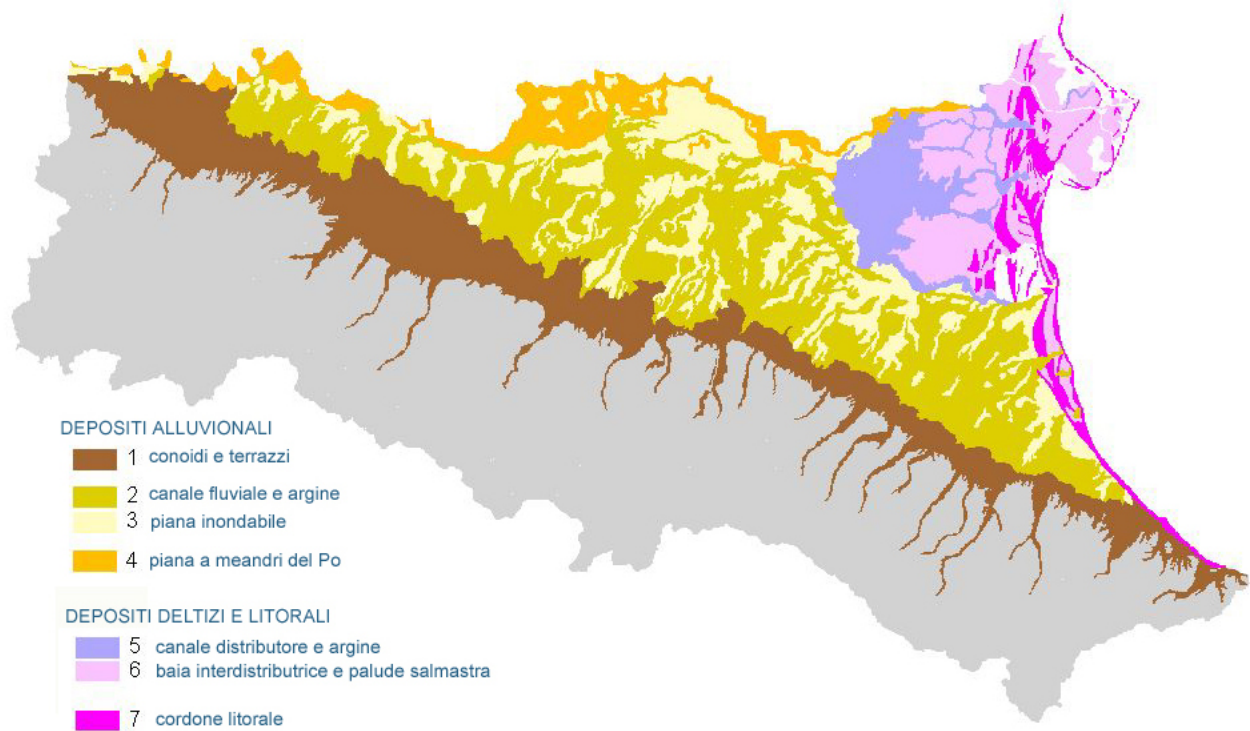 DEPOSITI ALLUVIONALI
1 conoidi e terrazzi
2 canale fluviale e argine
3 piana inondabile
4 piana a meandri del Po
DEPOSITI DELTIZI E LITORALI
5 canale distributore e argine
6 baia interdistributrice e palude salmastra
7 cordone litorale